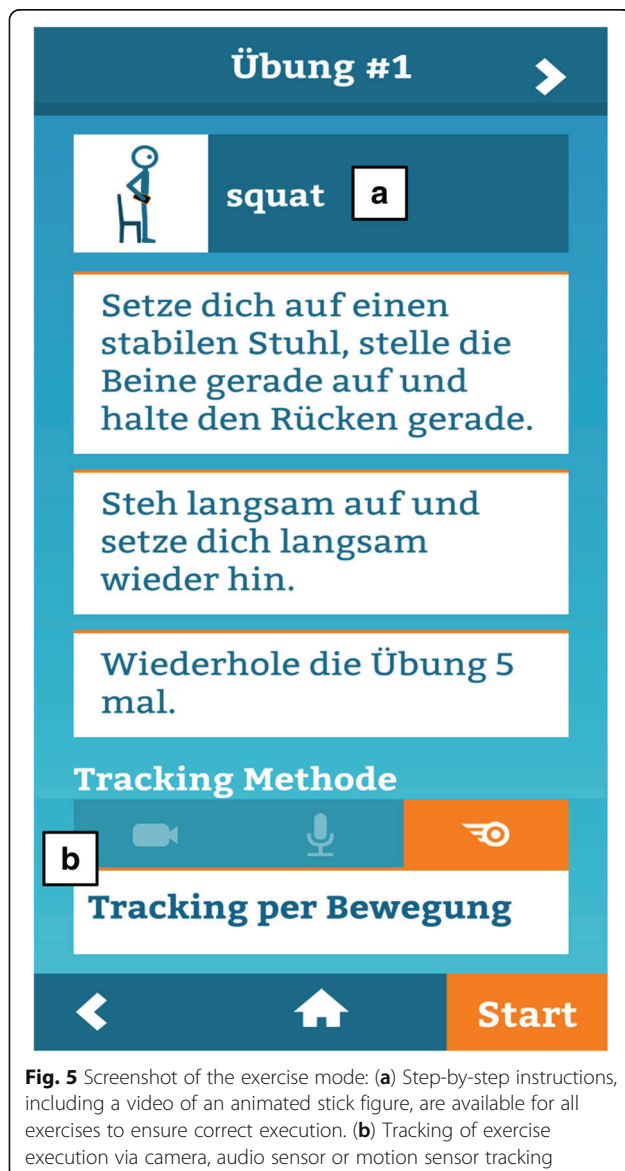 Übung #1
squat
a
Setze dich auf einen
stabilen Stuhl, stelle die
Beine gerade auf und
halte den Rücken gerade.
Steh langsam auf und
setze dich langsam
wieder hin.
Wiederhole die Übung 5
mal.
Tracking Methode
b
Tracking per Bewegung
Start
Fig. 5 Screenshot of the exercise mode: (a) Step-by-step instructions,
including a video of an animated stick figure, are available for all
exercises to ensure correct execution. (b) Tracking of exercise
execution via camera, audio sensor or motion sensor tracking